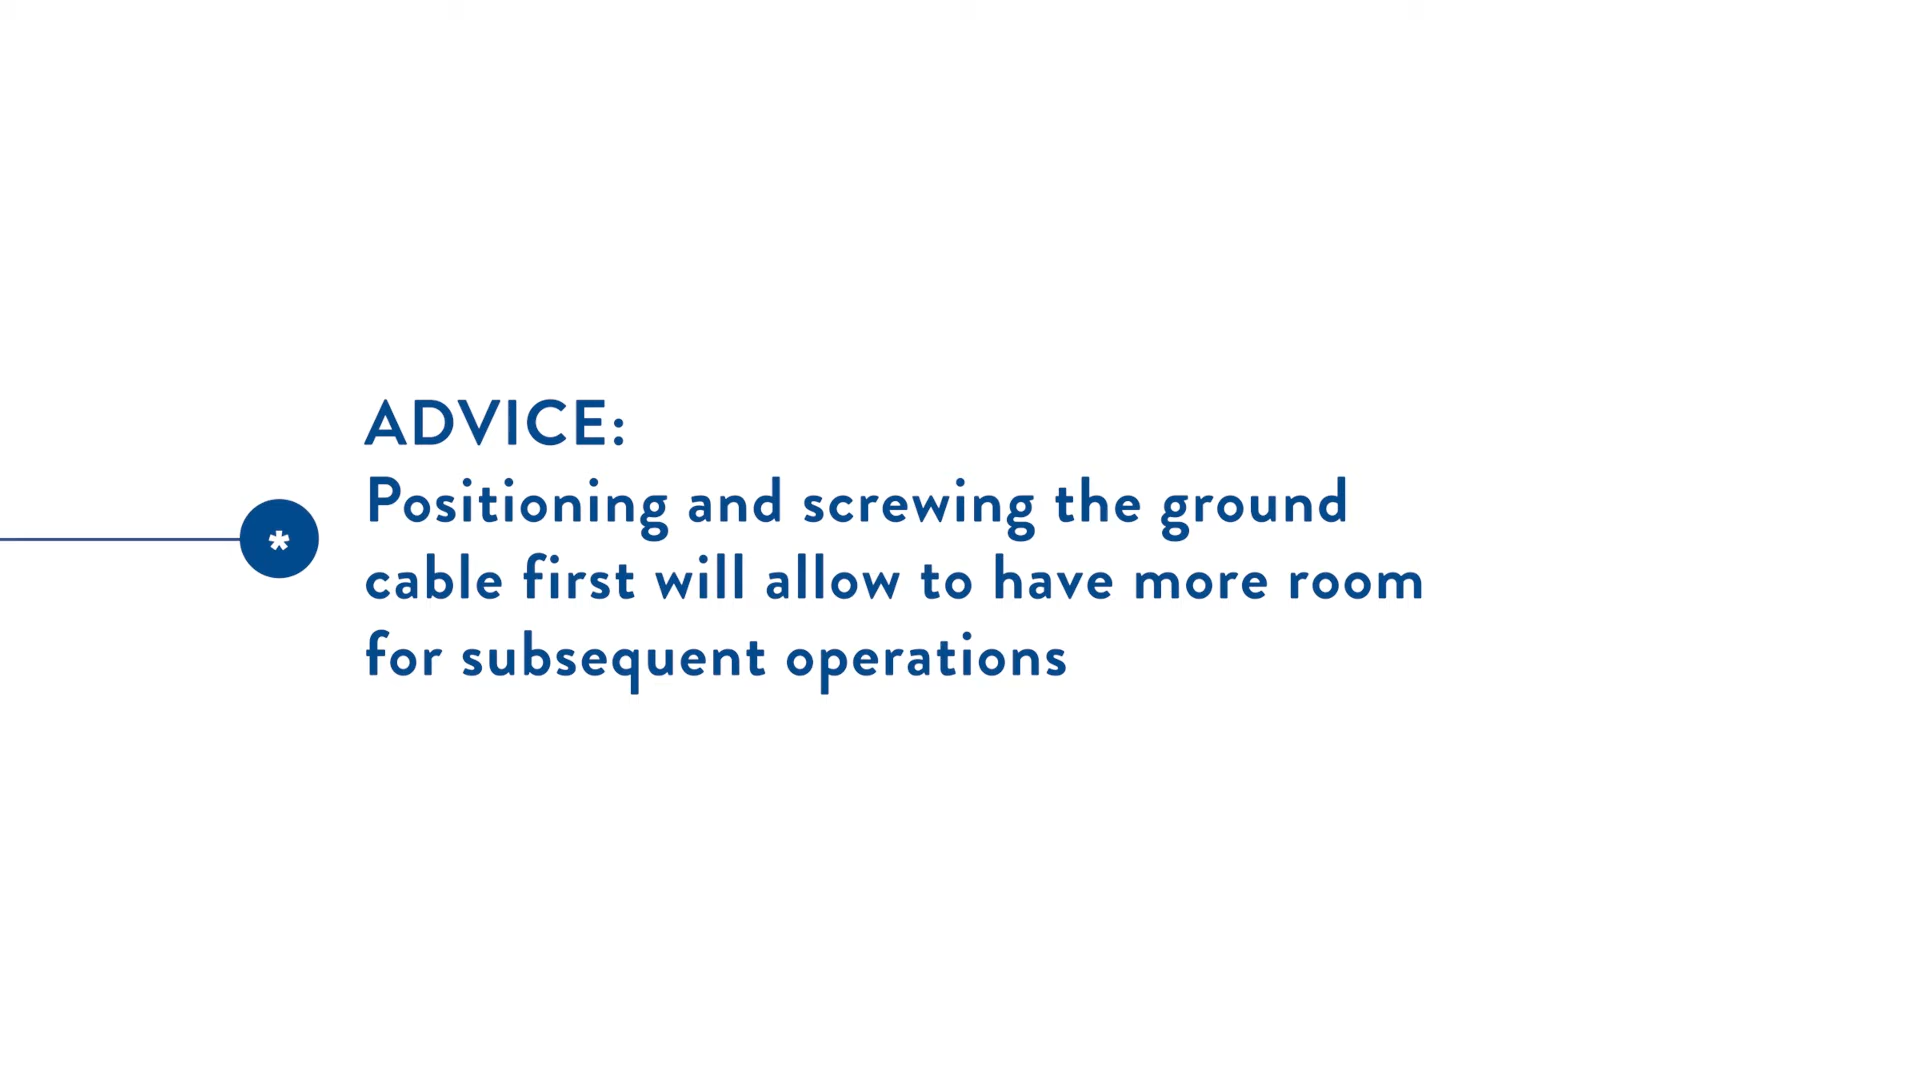 ADVICE:
Positioning and screwing the ground
* cable first will allow to have more room
for subsequent operations